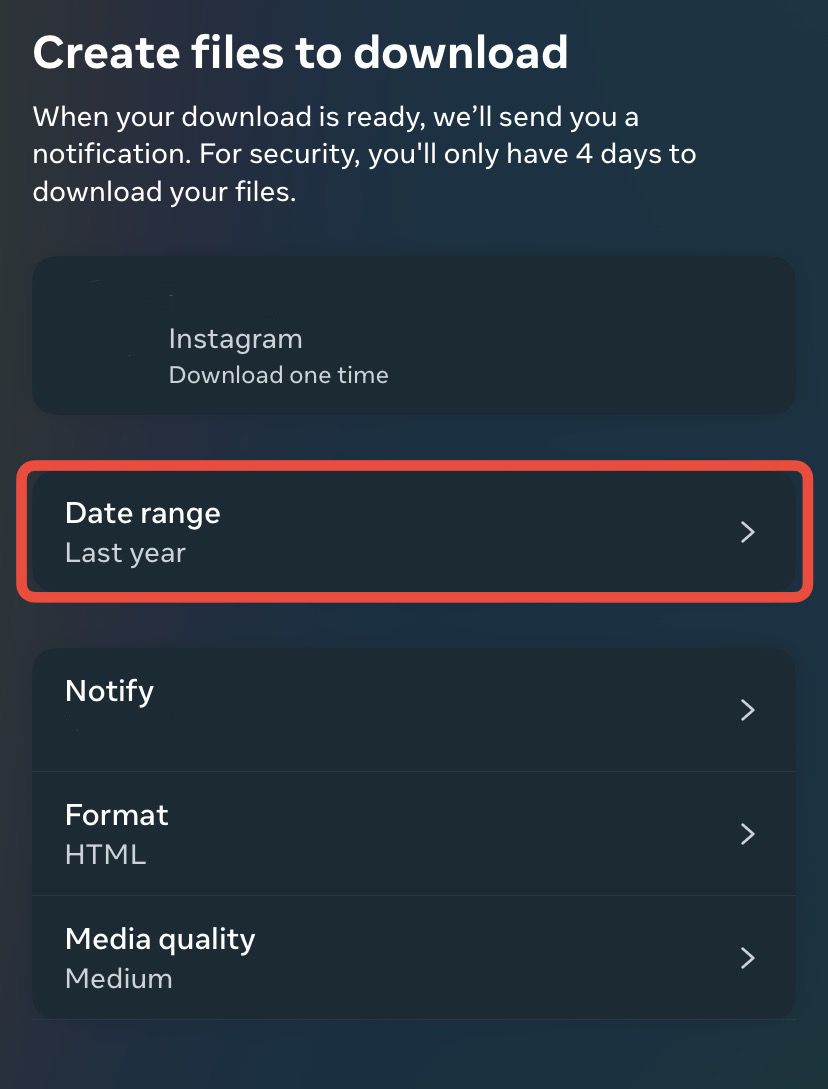 Create files to download
When your download is ready, we’ll send you a
notification. For security, you'll only have 4 days to
download your files.
Instagram
Download one time
Date range
Last year
Notify
Format
HTML
Media quality
Medium